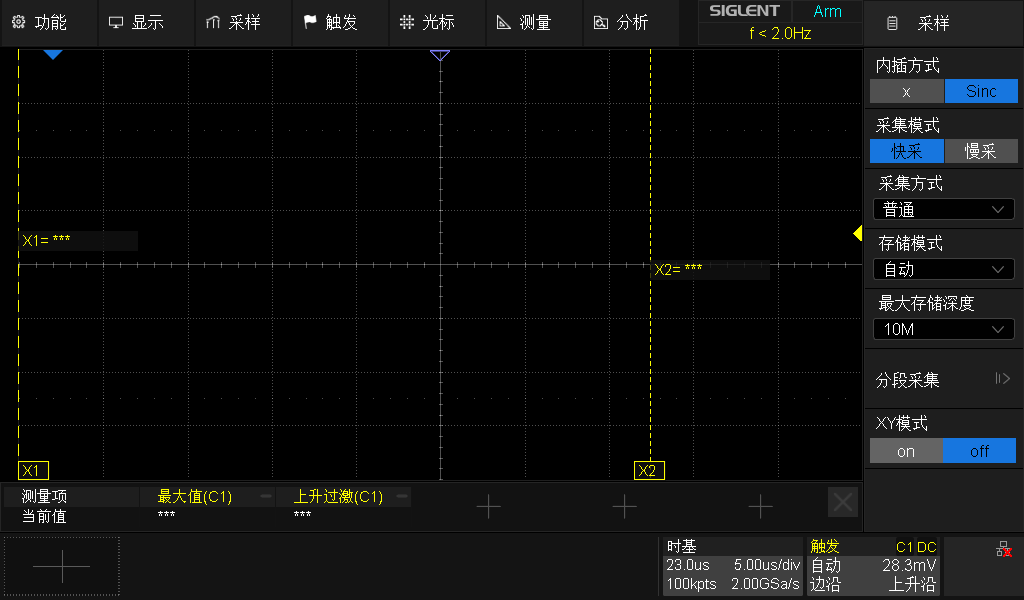 功能 显示 采样 触发 光标 测量 分析 SIGLENT Arm 采样
f < 2.0Hz
内插方式
x Sinc
采集模式
快采 慢采
采集方式
普通
X1= ***
存储模式
X2= *** 自动
最大存储深度
10M
分段采集
XY模式
on off
X1 X2
测量项 最大值(C1) 上升过激(C1)
当前值 *** ***
时基 触发 C1 DC
23.0us 5.00us/div 自动 28.3mV
100kpts 2.00GSa/s 边沿 上升沿